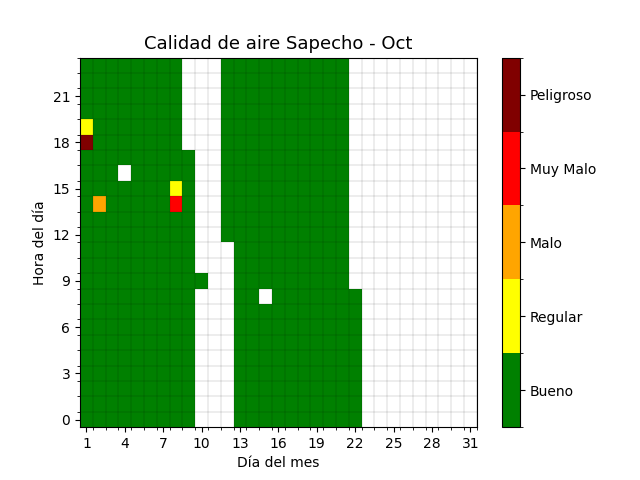 Calidad de aire Sapecho - Oct
21
18
15
12
9
6
3
0
Hora del día
1 4 7 10 13 16 19 22 25 28 31
Día del mes
Peligroso
Muy Malo
Malo
Regular
Bueno